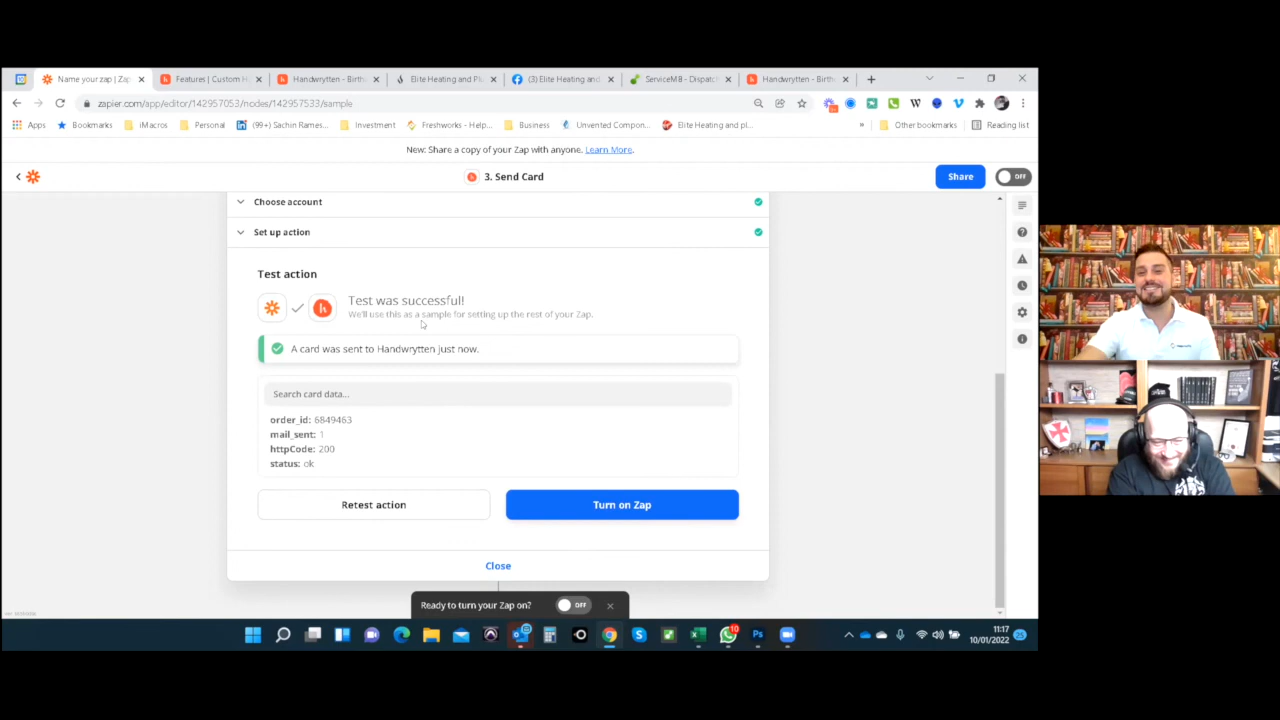 Name your zap | Zap
Features | Custom H
Handwrytten - Birth
Elite Heating and Pl
(3) Elite Heating and
ServiceM8 - Dispatc
Handwrytten - Birth
zapier.com/app/editor/142957053/nodes/142957533/sample
Apps
Bookmarks
iMacros
Personal
(99+) Sachin Rames...
Investment
Freshworks - Help...
Business
Unvented Compon...
Elite Heating and pl...
»
Other bookmarks
Reading list
New: Share a copy of your Zap with anyone. Learn More.
3. Send Card
Share
OFF
Choose account
Set up action
Test action
Test was successful!
We'll use this as a sample for setting up the rest of your Zap.
A card was sent to Handwrytten just now.
Search card data...
order_id: 6849463
mail_sent: 1
httpCode: 200
status: ok
Retest action
Turn on Zap
Close
Ready to turn your Zap on?
OFF
10
11:17
10/01/2022
25